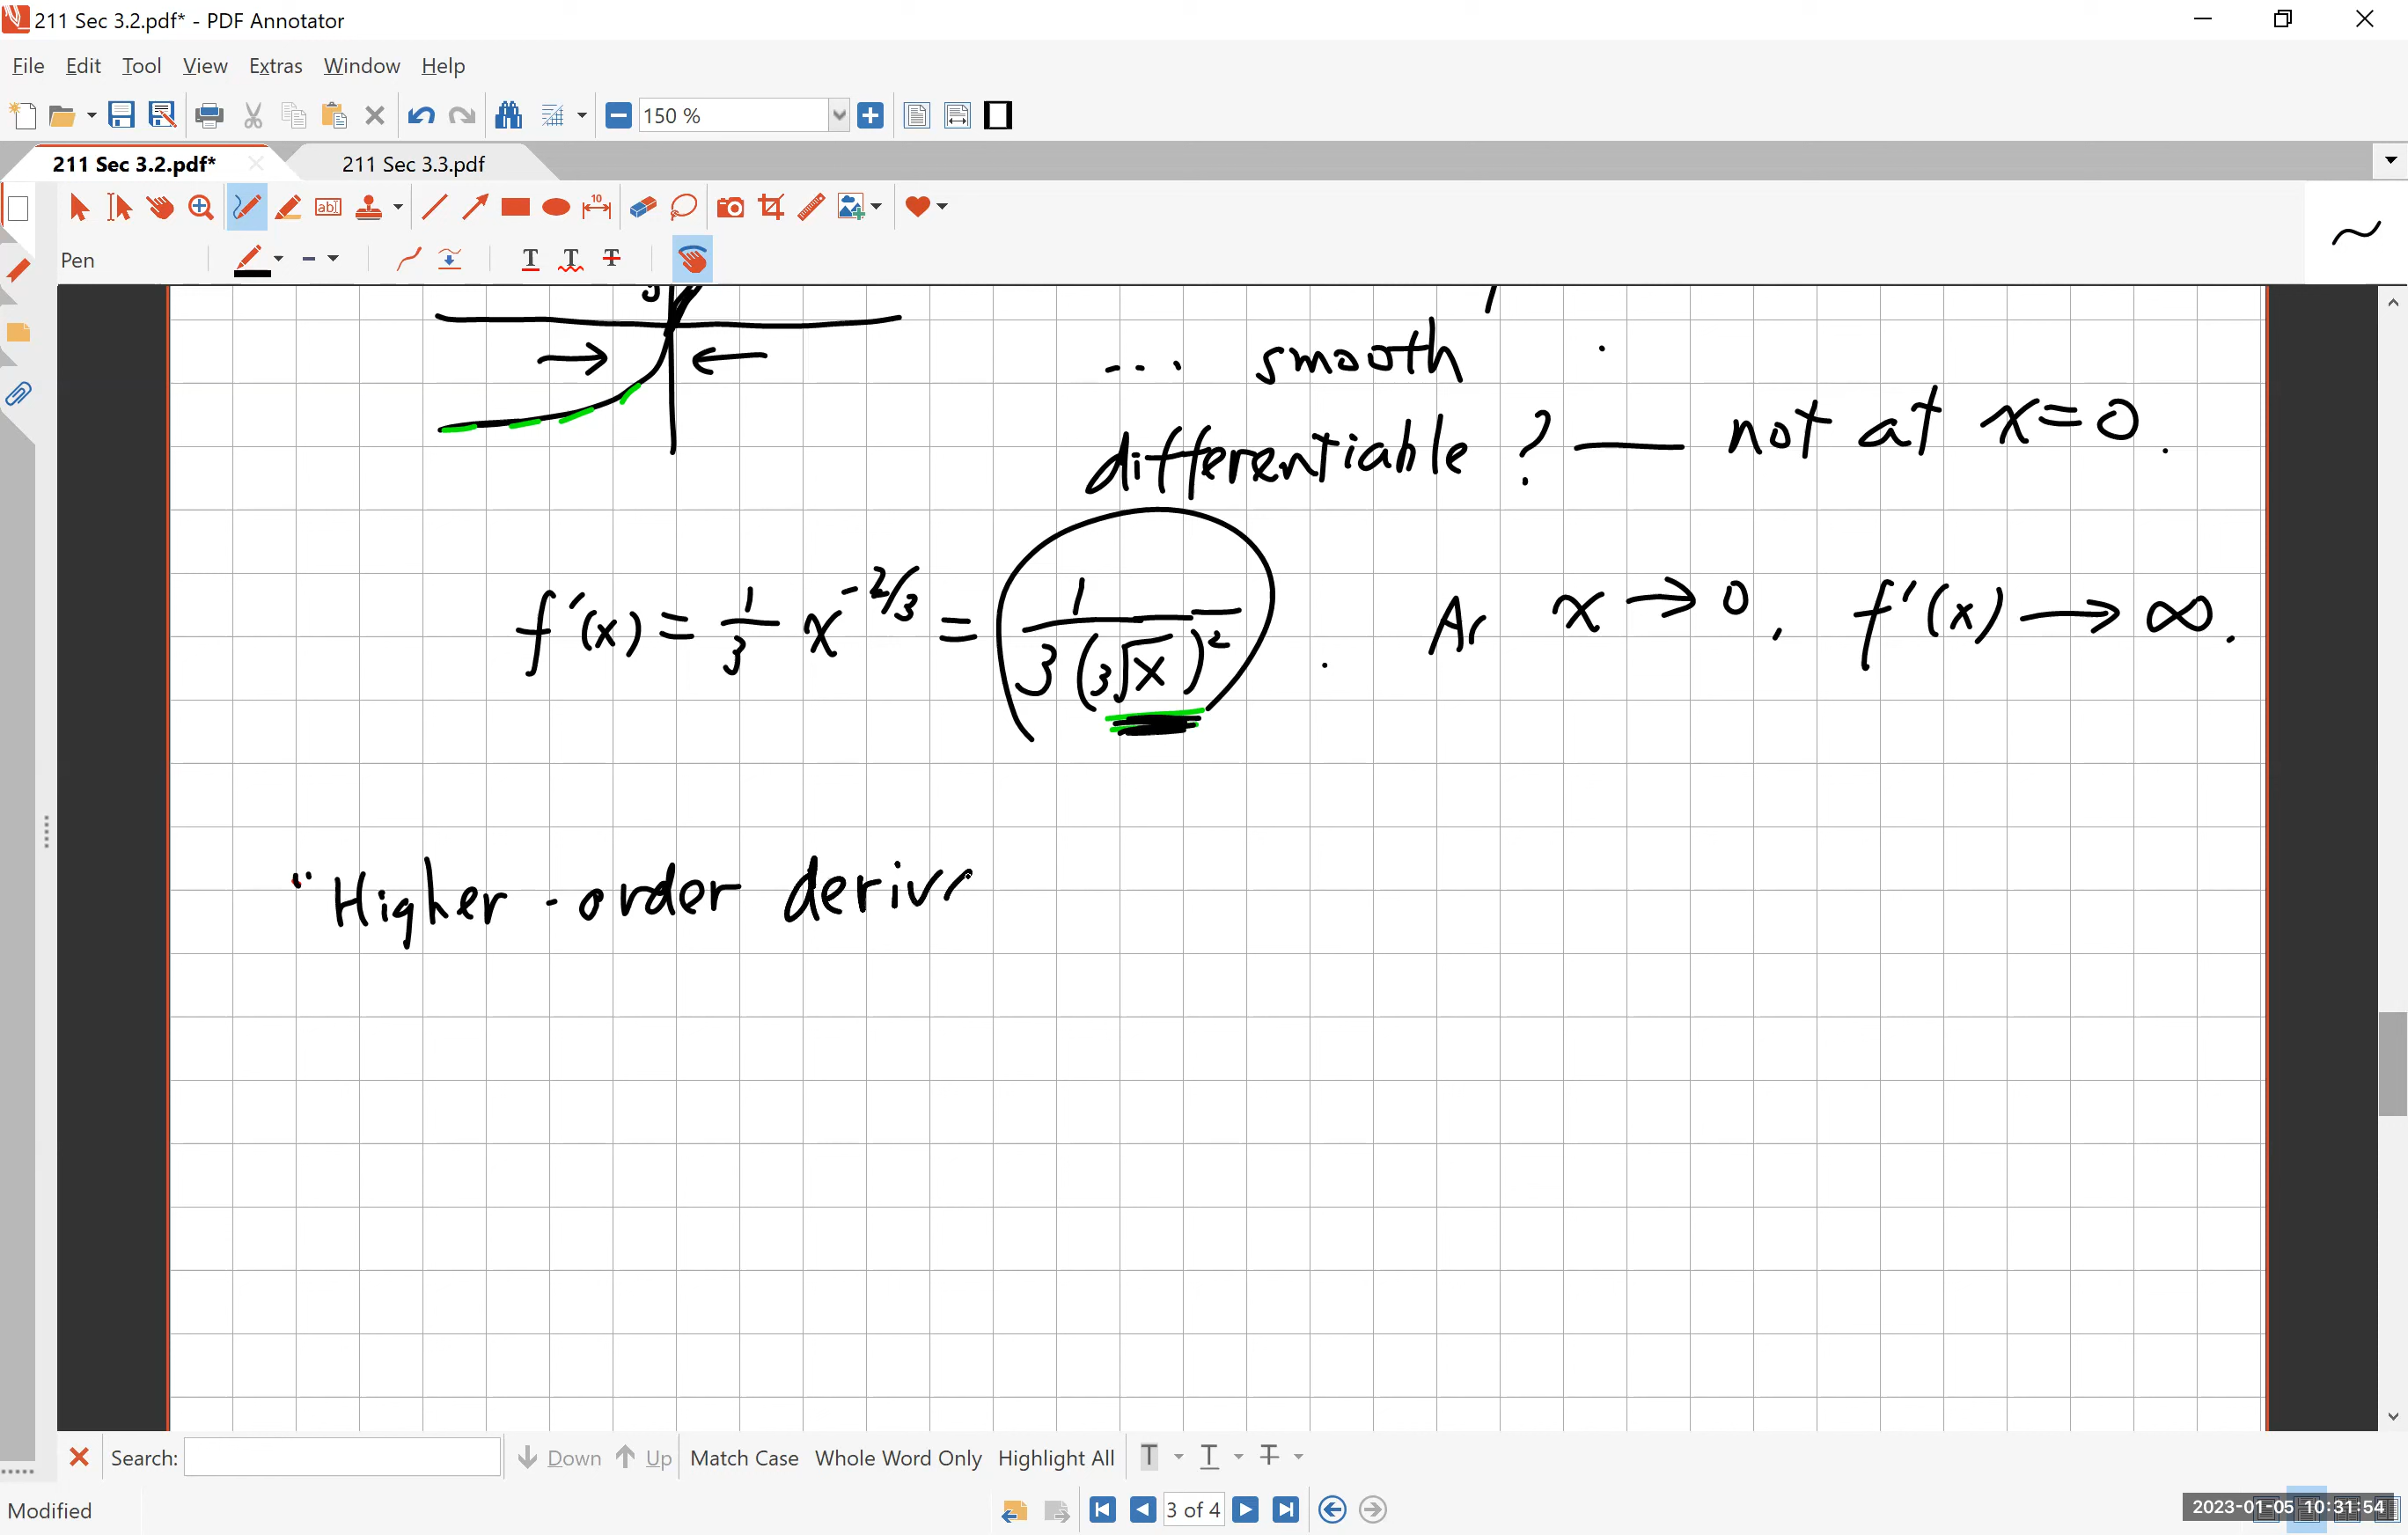 211 Sec 3.2.pdf* - PDF Annotator
File Edit Tool View Extras Window Help
150 %
211 Sec 3.2.pdf* 211 Sec 3.3.pdf
Pen
... smooth .
differentiable ? — not at x=0.
f'(x) = 1/3 x^(-2/3) = 1/(3(³√x)²) . As x → 0, f'(x) → ∞.
"Higher-order deriva
Search: Down Up Match Case Whole Word Only Highlight All
Modified 3 of 4 2023-01-05 10:31:54